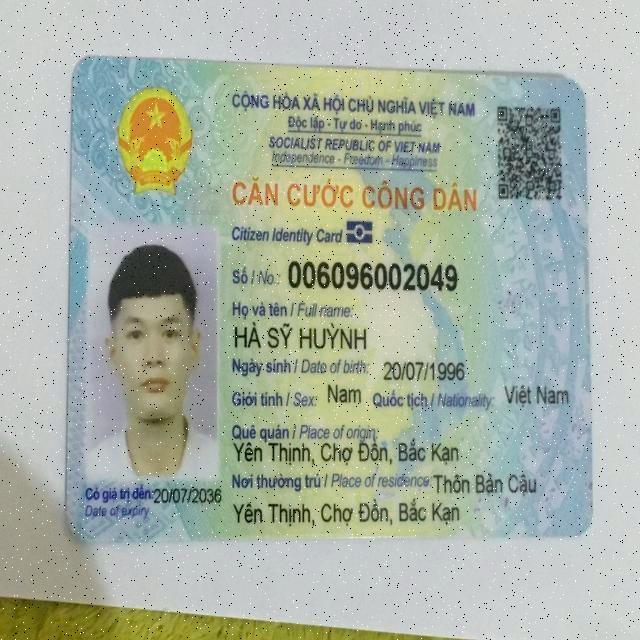 CỘNG HÒA XÃ HỘI CHỦ NGHĨA VIỆT NAM
Độc lập - Tự do - Hạnh phúc
SOCIALIST REPUBLIC OF VIET NAM
Independence - Freedom - Happiness
CĂN CƯỚC CÔNG DÂN
Citizen Identity Card
Số / No.: 006096002049
Họ và tên / Full name:
HÀ SỸ HUỲNH
Ngày sinh / Date of birth: 20/07/1996
Giới tính / Sex: Nam Quốc tịch / Nationality: Việt Nam
Quê quán / Place of origin:
Yên Thịnh, Chợ Đồn, Bắc Kạn
Nơi thường trú / Place of residence: Thôn Bản Cậu
Yên Thịnh, Chợ Đồn, Bắc Kạn
Có giá trị đến: 20/07/2036
Date of expiry